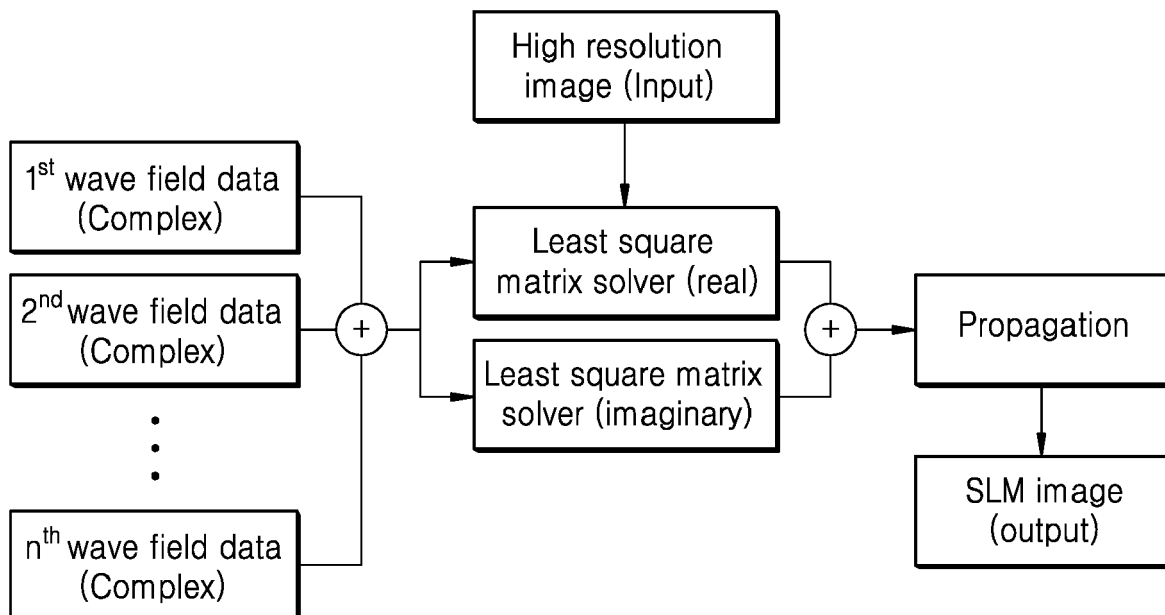 High resolution
image (Input)
1st wave field data
(Complex)
2nd wave field data
(Complex)
nth wave field data
(Complex)
+
Least square
matrix solver (real)
Least square matrix
solver (imaginary)
+
Propagation
SLM image
(output)